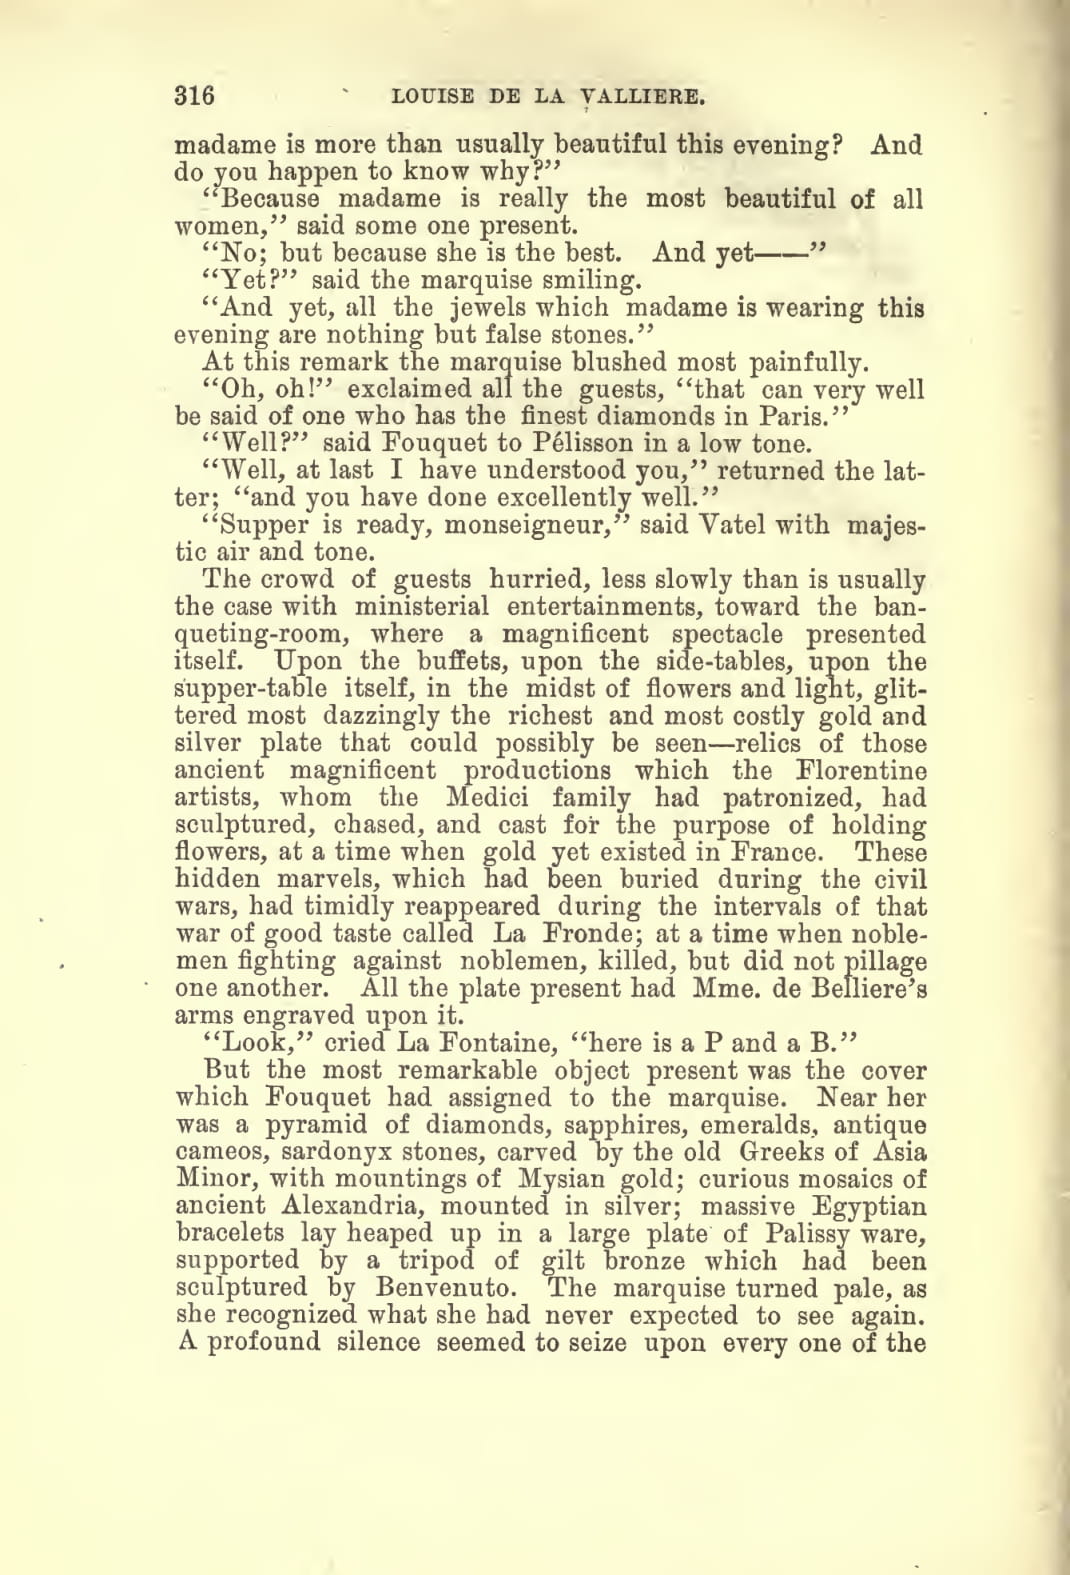 316 LOUISE DE LA VALLIERE.
madame is more than usually beautiful this evening? And
do you happen to know why?”
“Because madame is really the most beautiful of all
women,” said some one present.
“No; but because she is the best. And yet——”
“Yet?” said the marquise smiling.
“And yet, all the jewels which madame is wearing this
evening are nothing but false stones.”
At this remark the marquise blushed most painfully.
“Oh, oh!” exclaimed all the guests, “that can very well
be said of one who has the finest diamonds in Paris.”
“Well?” said Fouquet to Pélisson in a low tone.
“Well, at last I have understood you,” returned the lat-
ter; “and you have done excellently well.”
“Supper is ready, monseigneur,” said Vatel with majes-
tic air and tone.
The crowd of guests hurried, less slowly than is usually
the case with ministerial entertainments, toward the ban-
queting-room, where a magnificent spectacle presented
itself. Upon the buffets, upon the side-tables, upon the
supper-table itself, in the midst of flowers and light, glit-
tered most dazzingly the richest and most costly gold and
silver plate that could possibly be seen—relics of those
ancient magnificent productions which the Florentine
artists, whom the Medici family had patronized, had
sculptured, chased, and cast for the purpose of holding
flowers, at a time when gold yet existed in France. These
hidden marvels, which had been buried during the civil
wars, had timidly reappeared during the intervals of that
war of good taste called La Fronde; at a time when noble-
men fighting against noblemen, killed, but did not pillage
one another. All the plate present had Mme. de Belliere’s
arms engraved upon it.
“Look,” cried La Fontaine, “here is a P and a B.”
But the most remarkable object present was the cover
which Fouquet had assigned to the marquise. Near her
was a pyramid of diamonds, sapphires, emeralds, antique
cameos, sardonyx stones, carved by the old Greeks of Asia
Minor, with mountings of Mysian gold; curious mosaics of
ancient Alexandria, mounted in silver; massive Egyptian
bracelets lay heaped up in a large plate of Palissy ware,
supported by a tripod of gilt bronze which had been
sculptured by Benvenuto. The marquise turned pale, as
she recognized what she had never expected to see again.
A profound silence seemed to seize upon every one of the